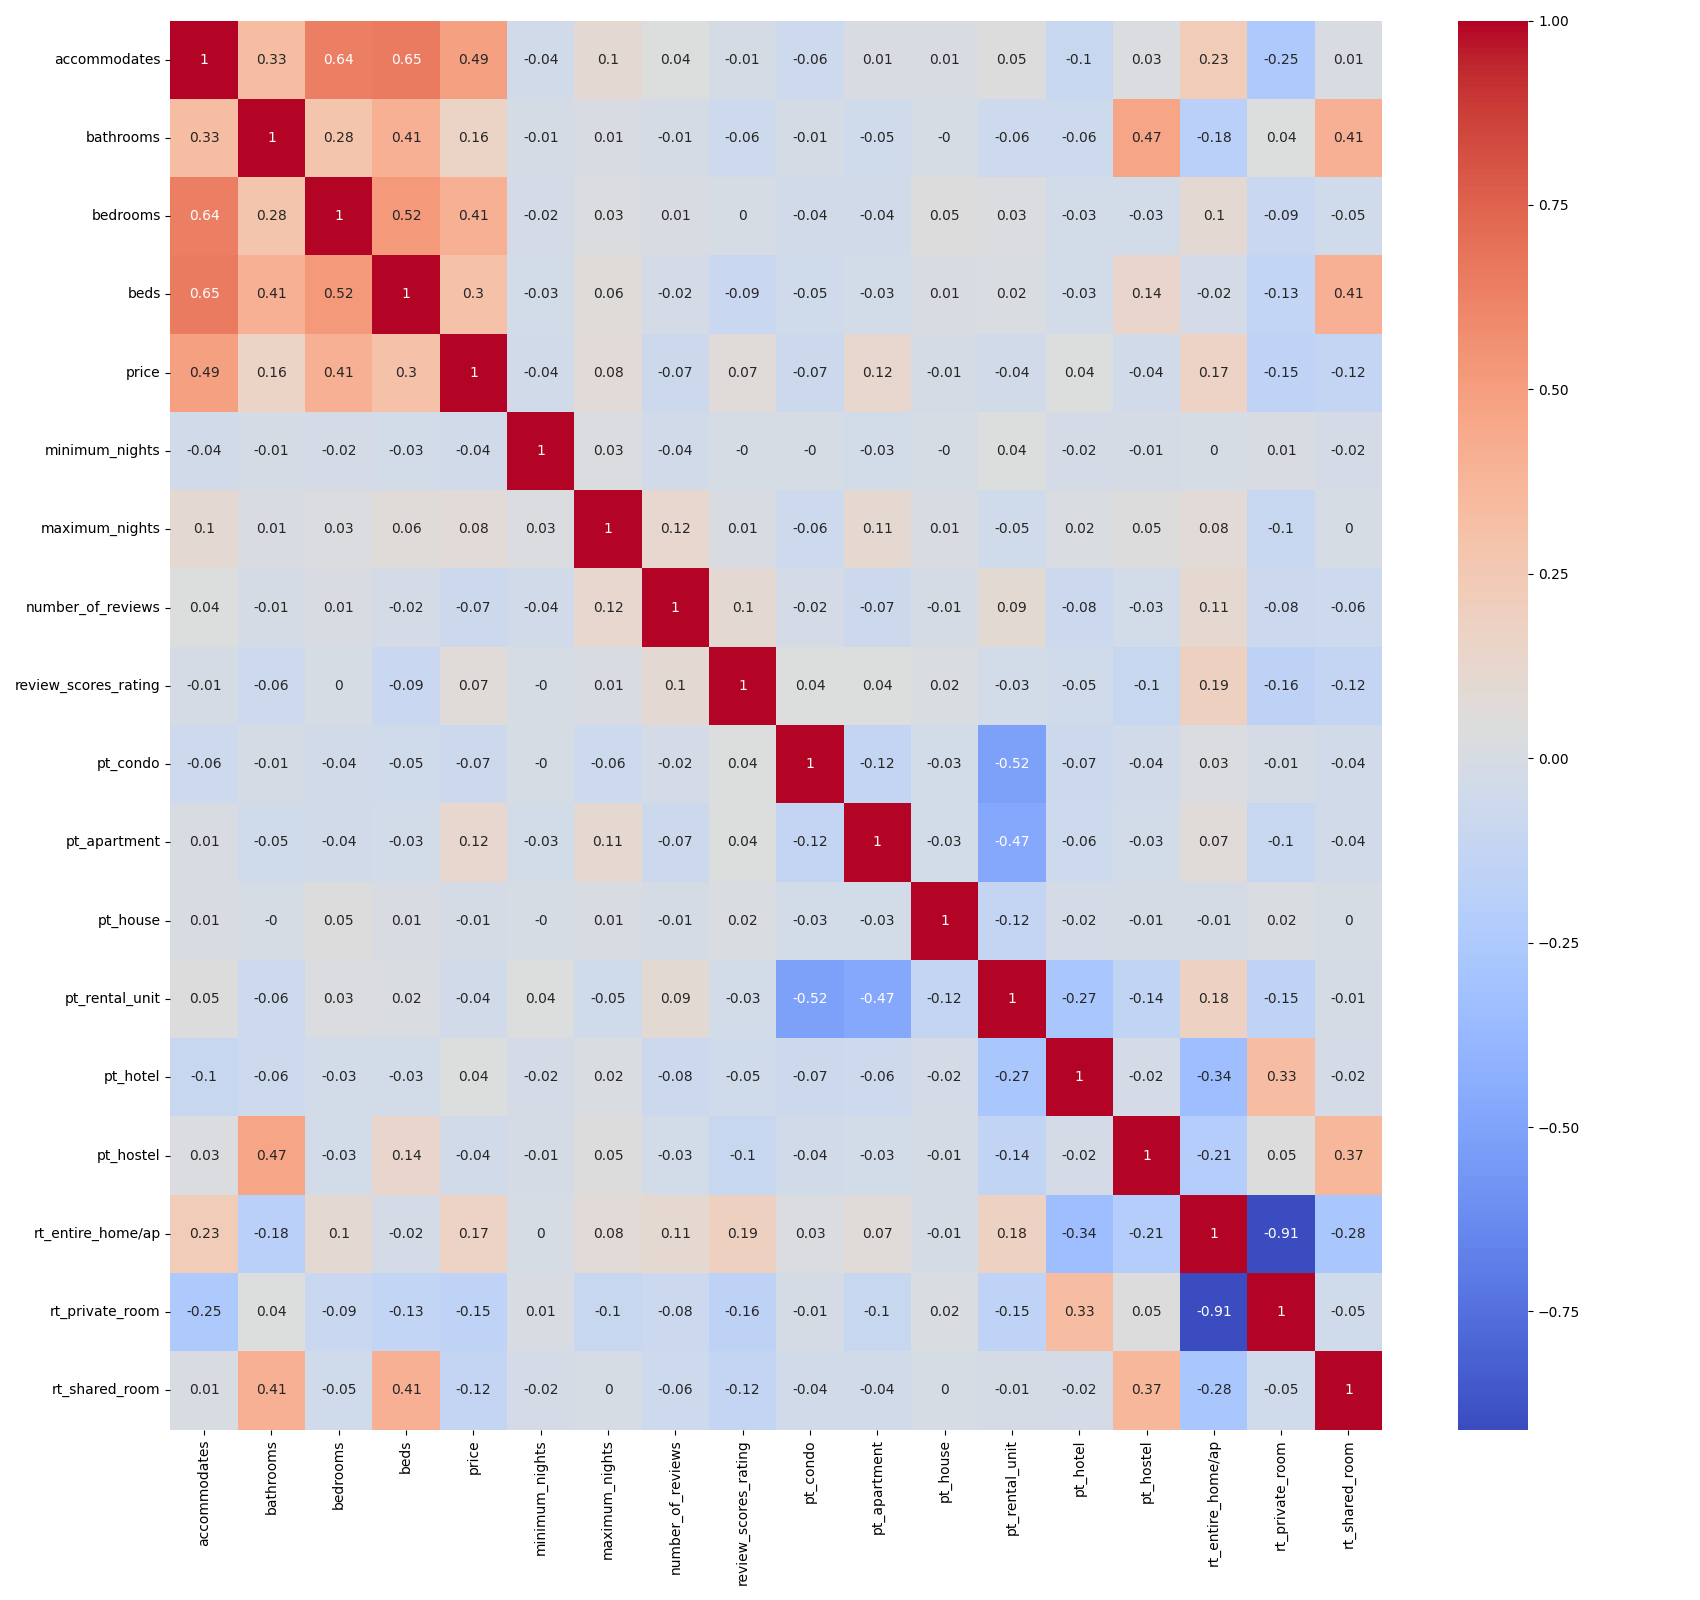 accommodates 1 0.33 0.64 0.65 0.49 -0.04 0.1 0.04 -0.01 -0.06 0.01 0.01 0.05 -0.1 0.03 0.23 -0.25 0.01
bathrooms 0.33 1 0.28 0.41 0.16 -0.01 0.01 -0.01 -0.06 -0.01 -0.05 -0 -0.06 -0.06 0.47 -0.18 0.04 0.41
bedrooms 0.64 0.28 1 0.52 0.41 -0.02 0.03 0.01 0 -0.04 -0.04 0.05 0.03 -0.03 -0.03 0.1 -0.09 -0.05
beds 0.65 0.41 0.52 1 0.3 -0.03 0.06 -0.02 -0.09 -0.05 -0.03 0.01 0.02 -0.03 0.14 -0.02 -0.13 0.41
price 0.49 0.16 0.41 0.3 1 -0.04 0.08 -0.07 0.07 -0.07 0.12 -0.01 -0.04 0.04 -0.04 0.17 -0.15 -0.12
minimum_nights -0.04 -0.01 -0.02 -0.03 -0.04 1 0.03 -0.04 -0 -0 -0.03 -0 0.04 -0.02 -0.01 0 0.01 -0.02
maximum_nights 0.1 0.01 0.03 0.06 0.08 0.03 1 0.12 0.01 -0.06 0.11 0.01 -0.05 0.02 0.05 0.08 -0.1 0
number_of_reviews 0.04 -0.01 0.01 -0.02 -0.07 -0.04 0.12 1 0.1 -0.02 -0.07 -0.01 0.09 -0.08 -0.03 0.11 -0.08 -0.06
review_scores_rating -0.01 -0.06 0 -0.09 0.07 -0 0.01 0.1 1 0.04 0.04 0.02 -0.03 -0.05 -0.1 0.19 -0.16 -0.12
pt_condo -0.06 -0.01 -0.04 -0.05 -0.07 -0 -0.06 -0.02 0.04 1 -0.12 -0.03 -0.52 -0.07 -0.04 0.03 -0.01 -0.04
pt_apartment 0.01 -0.05 -0.04 -0.03 0.12 -0.03 0.11 -0.07 0.04 -0.12 1 -0.03 -0.47 -0.06 -0.03 0.07 -0.1 -0.04
pt_house 0.01 -0 0.05 0.01 -0.01 -0 0.01 -0.01 0.02 -0.03 -0.03 1 -0.12 -0.02 -0.01 -0.01 0.02 0
pt_rental_unit 0.05 -0.06 0.03 0.02 -0.04 0.04 -0.05 0.09 -0.03 -0.52 -0.47 -0.12 1 -0.27 -0.14 0.18 -0.15 -0.01
pt_hotel -0.1 -0.06 -0.03 -0.03 0.04 -0.02 0.02 -0.08 -0.05 -0.07 -0.06 -0.02 -0.27 1 -0.02 -0.34 0.33 -0.02
pt_hostel 0.03 0.47 -0.03 0.14 -0.04 -0.01 0.05 -0.03 -0.1 -0.04 -0.03 -0.01 -0.14 -0.02 1 -0.21 0.05 0.37
rt_entire_home/ap 0.23 -0.18 0.1 -0.02 0.17 0 0.08 0.11 0.19 0.03 0.07 -0.01 0.18 -0.34 -0.21 1 -0.91 -0.28
rt_private_room -0.25 0.04 -0.09 -0.13 -0.15 0.01 -0.1 -0.08 -0.16 -0.01 -0.1 0.02 -0.15 0.33 0.05 -0.91 1 -0.05
rt_shared_room 0.01 0.41 -0.05 0.41 -0.12 -0.02 0 -0.06 -0.12 -0.04 -0.04 0 -0.01 -0.02 0.37 -0.28 -0.05 1
accommodates
bathrooms
bedrooms
beds
price
minimum_nights
maximum_nights
number_of_reviews
review_scores_rating
pt_condo
pt_apartment
pt_house
pt_rental_unit
pt_hotel
pt_hostel
rt_entire_home/ap
rt_private_room
rt_shared_room
1.00
0.75
0.50
0.25
0.00
−0.25
−0.50
−0.75